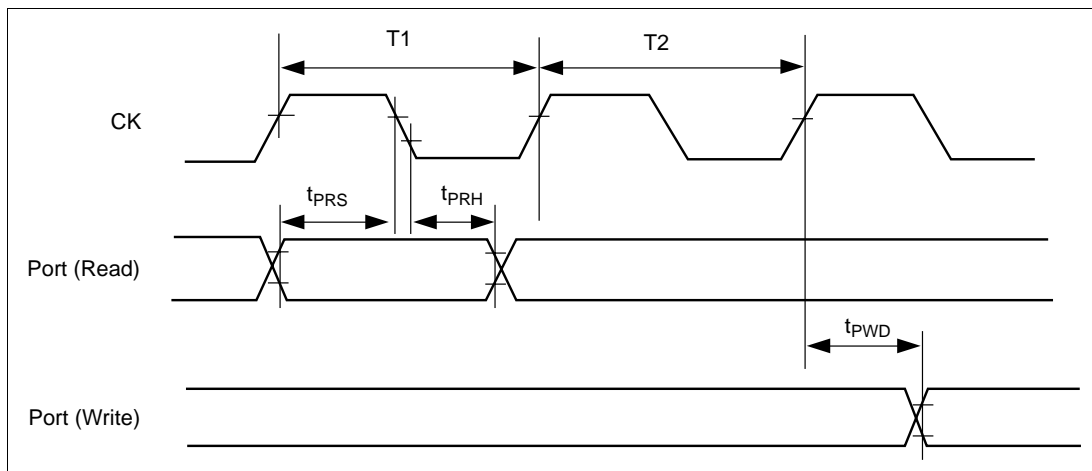 T1 T2
CK
tPRS tPRH
Port (Read)
tPWD
Port (Write)